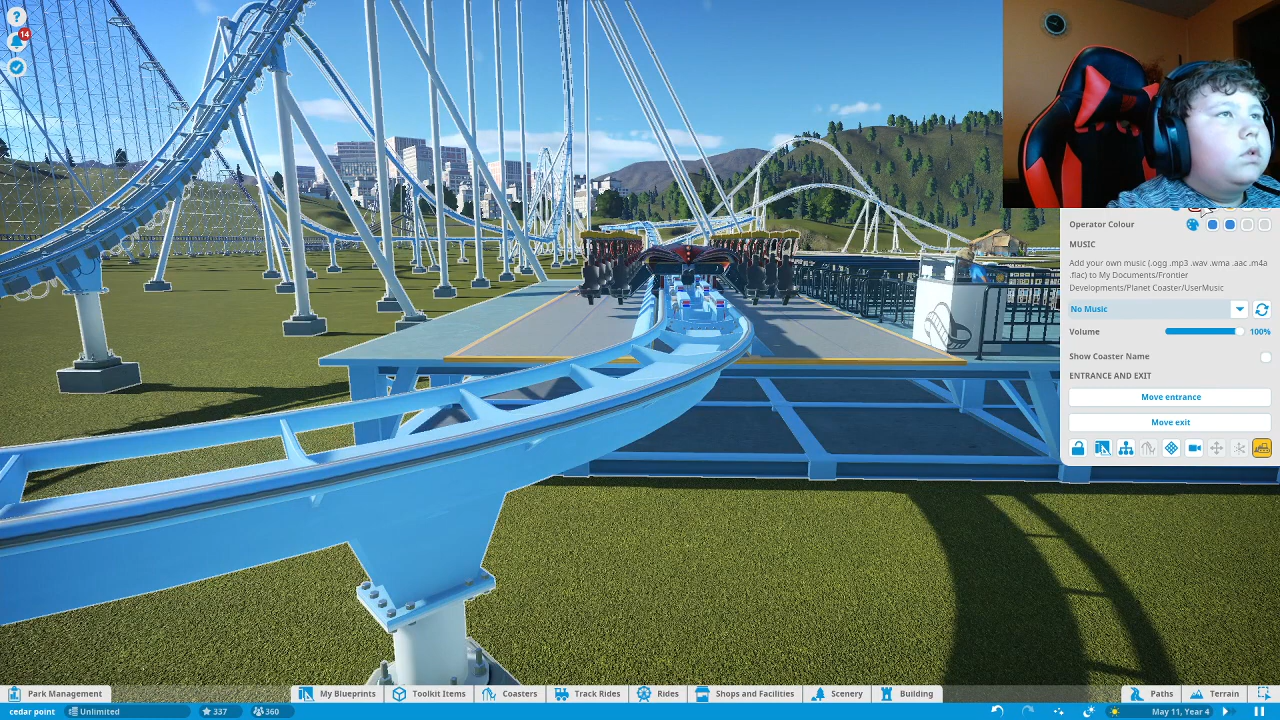 14
Operator Colour
MUSIC
Add your own music (.ogg .mp3 .wav .wma .aac .m4a
.flac) to My Documents/Frontier
Developments/Planet Coaster/UserMusic
No Music
Volume 100%
Show Coaster Name
ENTRANCE AND EXIT
Move entrance
Move exit
Park Management My Blueprints Toolkit Items Coasters Track Rides Rides Shops and Facilities Scenery Building Paths Terrain
cedar point Unlimited 337 360 May 11, Year 4